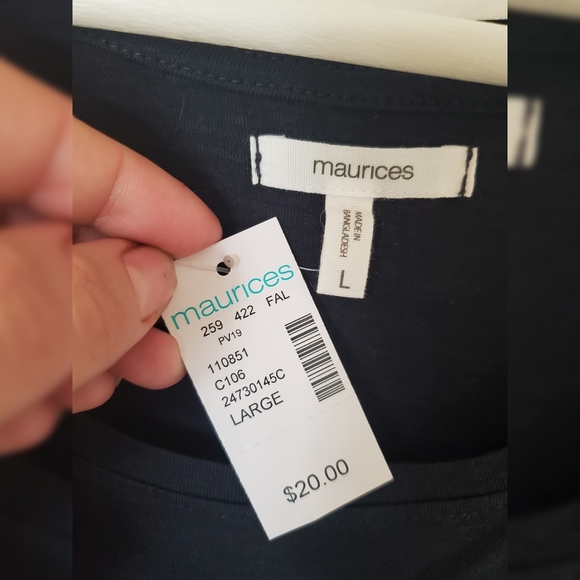 maurices
MADE IN
BANGLADESH
L
maurices
259 422 FAL
PV19
110851
C106
24730145C
LARGE
$20.00